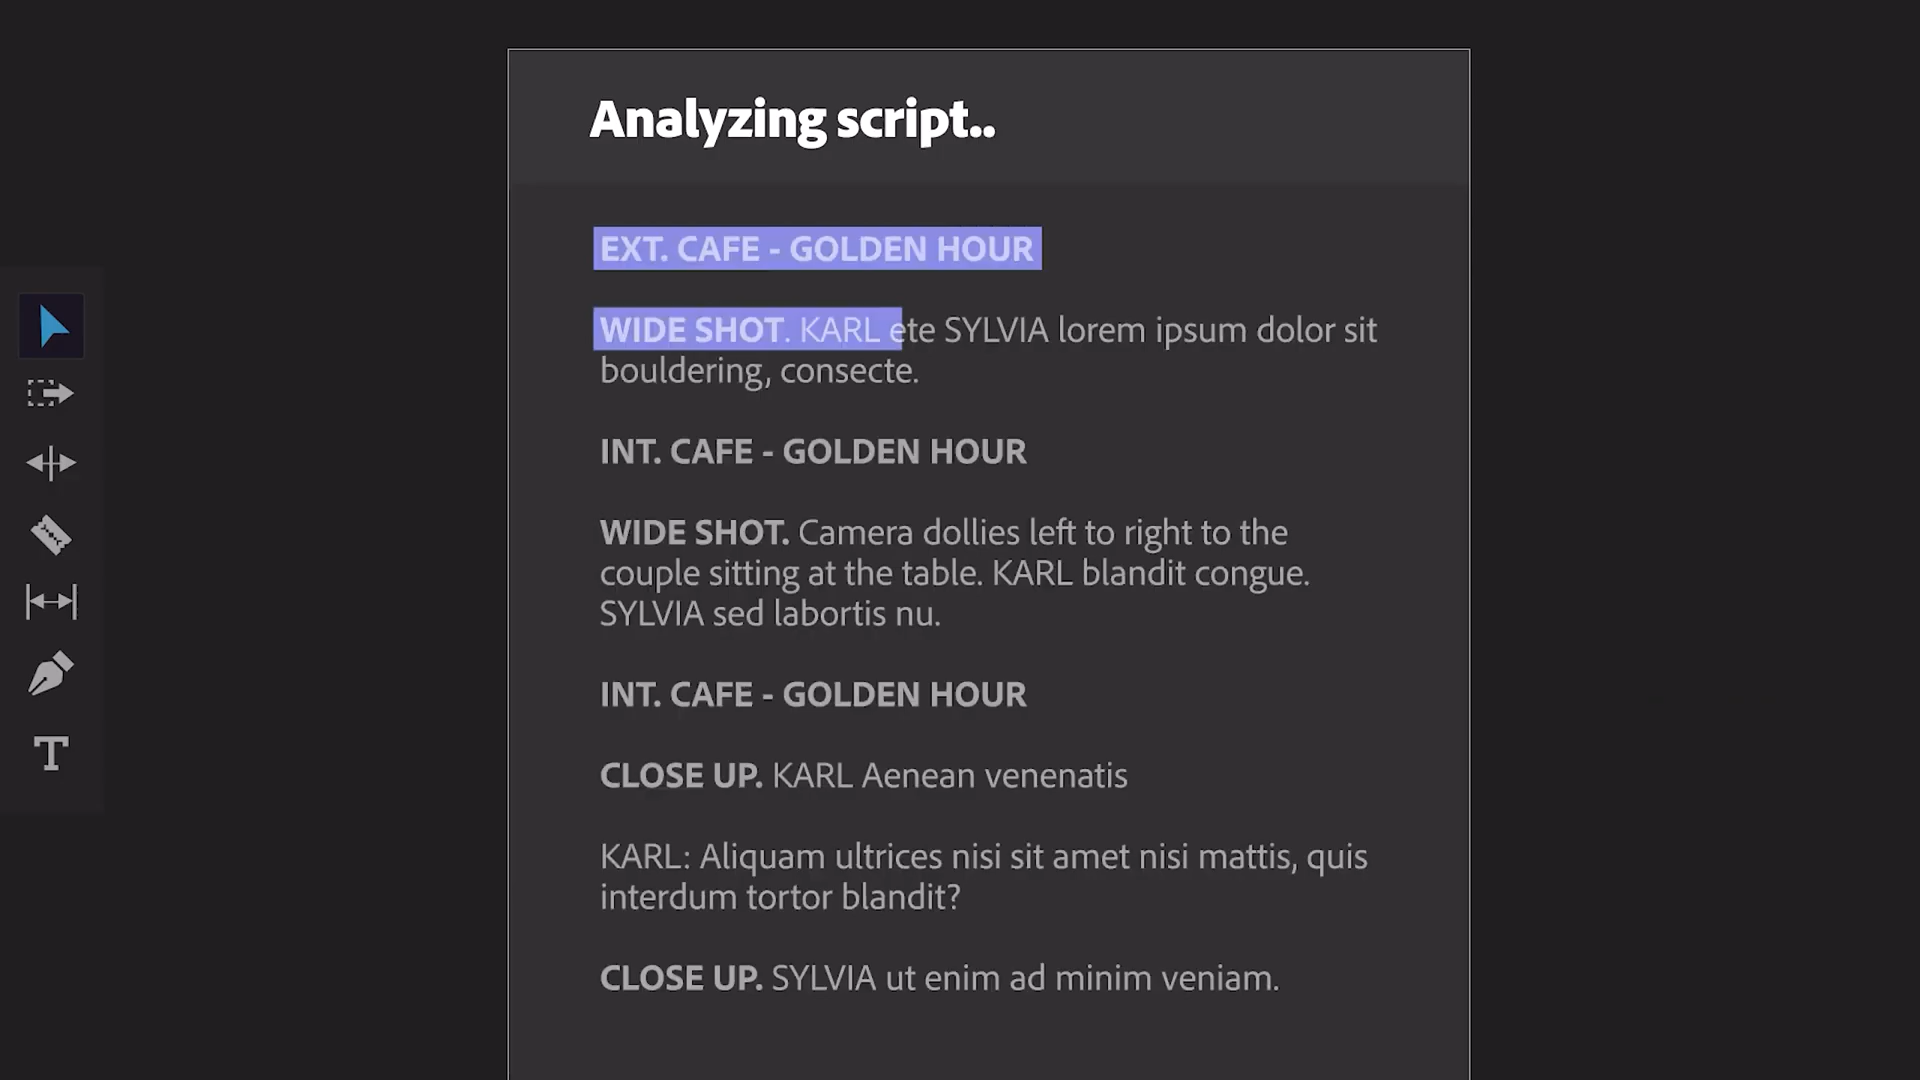 Analyzing script..
EXT. CAFE - GOLDEN HOUR
WIDE SHOT. KARL ete SYLVIA lorem ipsum dolor sit
bouldering, consecte.
INT. CAFE - GOLDEN HOUR
WIDE SHOT. Camera dollies left to right to the
couple sitting at the table. KARL blandit congue.
SYLVIA sed labortis nu.
INT. CAFE - GOLDEN HOUR
CLOSE UP. KARL Aenean venenatis
KARL: Aliquam ultrices nisi sit amet nisi mattis, quis
interdum tortor blandit?
CLOSE UP. SYLVIA ut enim ad minim veniam.